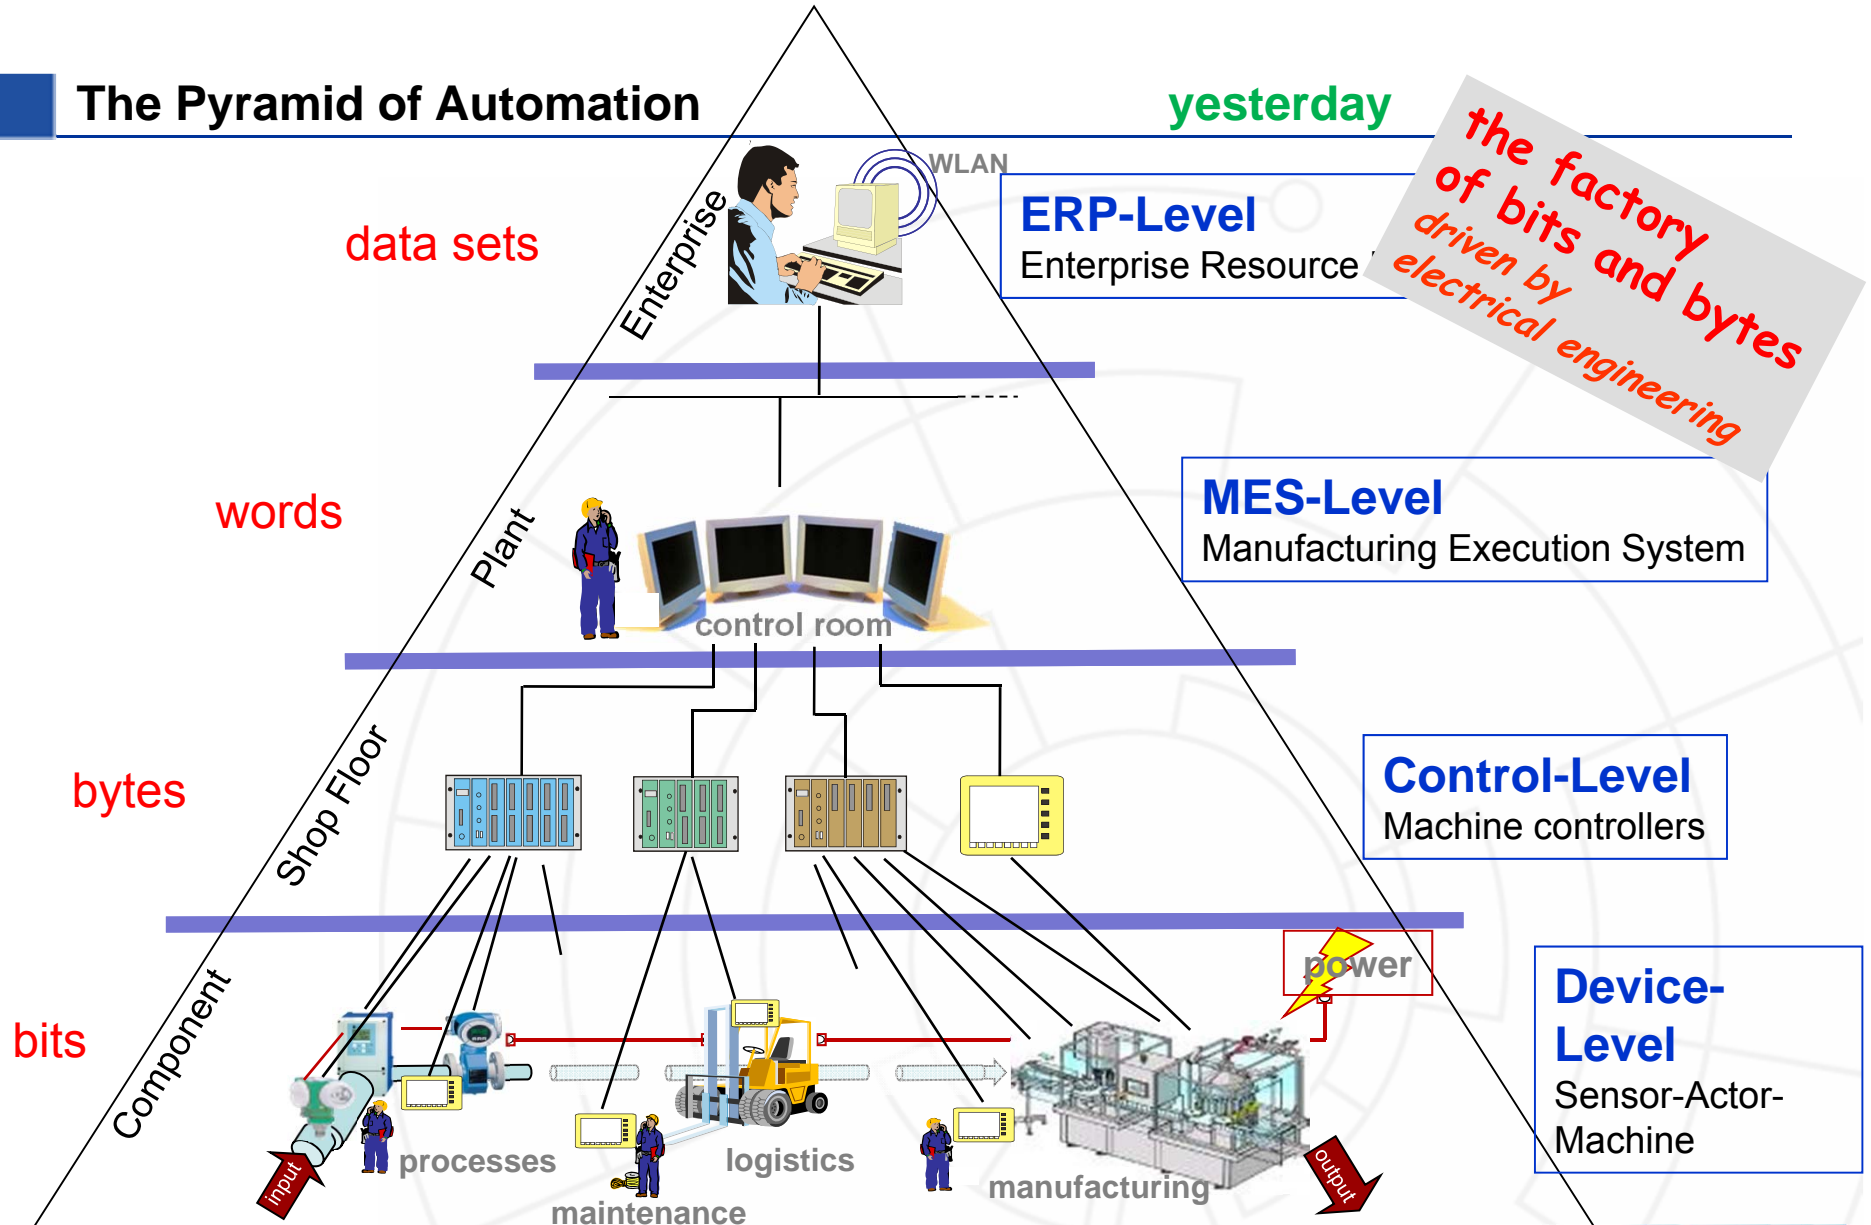 The Pyramid of Automation
yesterday
the factory
of bits and bytes
driven by
electrical engineering
WLAN
Enterprise
data sets
ERP-Level
Enterprise Resource
words
Plant
MES-Level
Manufacturing Execution System
control room
bytes
Shop Floor
Control-Level
Machine controllers
bits
Component
power
Device-
Level
Sensor-Actor-
Machine
input
processes
maintenance
logistics
manufacturing
output